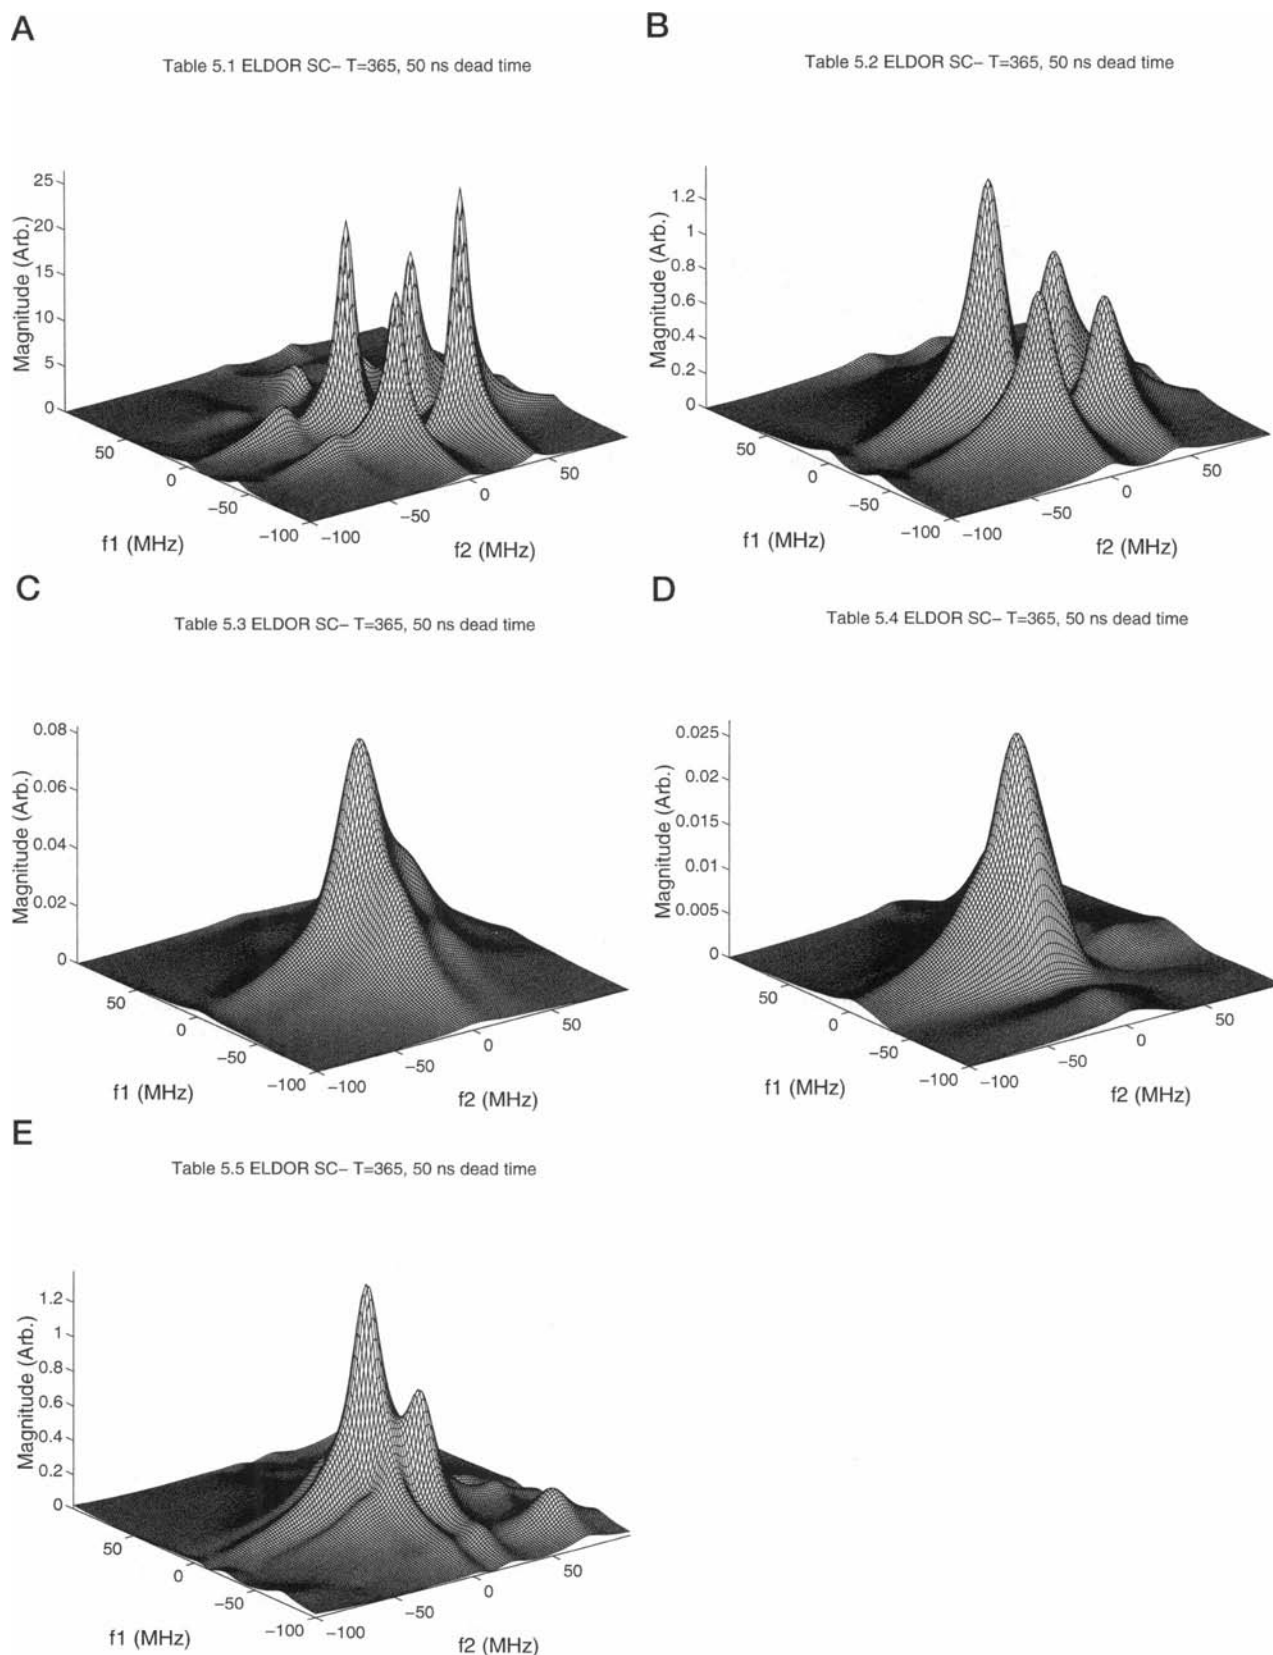 A
Table 5.1 ELDOR SC– T=365, 50 ns dead time
25
20
15
10
5
0
Magnitude (Arb.)
50
0
−50
−100
f1 (MHz)
−100
−50
0
50
f2 (MHz)
B
Table 5.2 ELDOR SC– T=365, 50 ns dead time
1.2
1
0.8
0.6
0.4
0.2
0
Magnitude (Arb.)
50
0
−50
−100
f1 (MHz)
−100
−50
0
50
f2 (MHz)
C
Table 5.3 ELDOR SC– T=365, 50 ns dead time
0.08
0.06
0.04
0.02
0
Magnitude (Arb.)
50
0
−50
−100
f1 (MHz)
−100
−50
0
50
f2 (MHz)
D
Table 5.4 ELDOR SC– T=365, 50 ns dead time
0.025
0.02
0.015
0.01
0.005
0
Magnitude (Arb.)
50
0
−50
−100
f1 (MHz)
−100
−50
0
50
f2 (MHz)
E
Table 5.5 ELDOR SC– T=365, 50 ns dead time
1.2
1
0.8
0.6
0.4
0.2
0
Magnitude (Arb.)
50
0
−50
−100
f1 (MHz)
−100
−50
0
50
f2 (MHz)